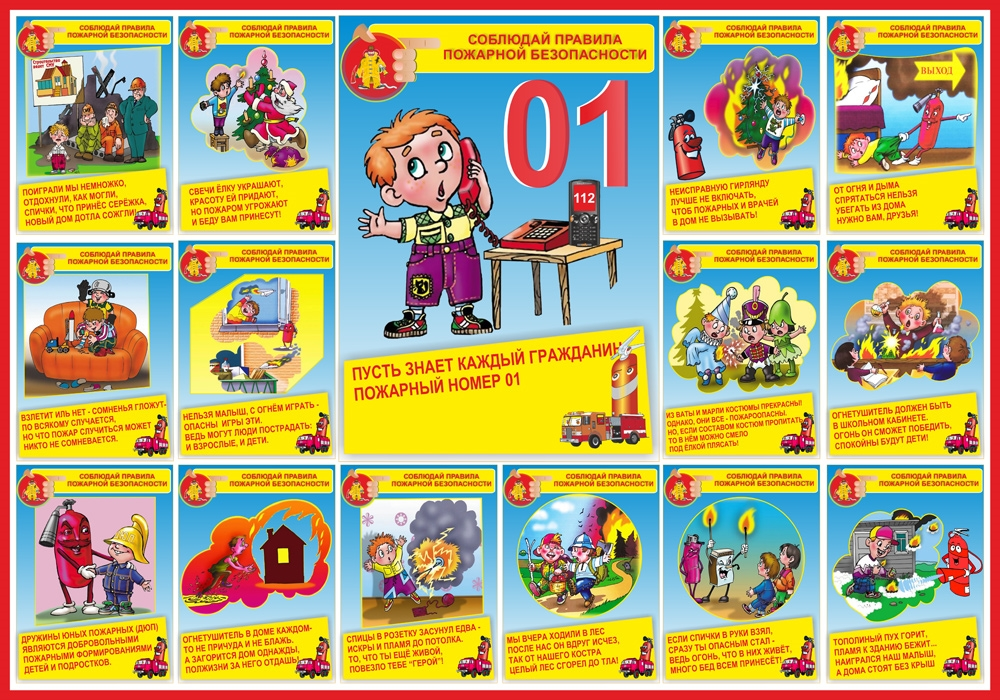 СОБЛЮДАЙ ПРАВИЛА
ПОЖАРНОЙ БЕЗОПАСНОСТИ
Строительство
ведет СМУ
ПОИГРАЛИ МЫ НЕМНОЖКО,
ОТДОХНУЛИ, КАК МОГЛИ,
СПИЧКИ, ЧТО ПРИНЁС СЕРЁЖКА,
НОВЫЙ ДОМ ДОТЛА СОЖГЛИ!
СОБЛЮДАЙ ПРАВИЛА
ПОЖАРНОЙ БЕЗОПАСНОСТИ
СВЕЧИ ЁЛКУ УКРАШАЮТ,
КРАСОТУ ЕЙ ПРИДАЮТ,
НО ПОЖАРОМ УГРОЖАЮТ
И БЕДУ ВАМ ПРИНЕСУТ!
СОБЛЮДАЙ ПРАВИЛА
ПОЖАРНОЙ БЕЗОПАСНОСТИ
01
112
ПУСТЬ ЗНАЕТ КАЖДЫЙ ГРАЖДАНИН
ПОЖАРНЫЙ НОМЕР 01
СОБЛЮДАЙ ПРАВИЛА
ПОЖАРНОЙ БЕЗОПАСНОСТИ
НЕИСПРАВНУЮ ГИРЛЯНДУ
ЛУЧШЕ НЕ ВКЛЮЧАТЬ,
ЧТОБ ПОЖАРНЫХ И ВРАЧЕЙ
В ДОМ НЕ ВЫЗЫВАТЬ!
СОБЛЮДАЙ ПРАВИЛА
ПОЖАРНОЙ БЕЗОПАСНОСТИ
ВЫХОД
ОТ ОГНЯ И ДЫМА
СПРЯТАТЬСЯ НЕЛЬЗЯ
УБЕГАТЬ ИЗ ДОМА
НУЖНО ВАМ, ДРУЗЬЯ!
СОБЛЮДАЙ ПРАВИЛА
ПОЖАРНОЙ БЕЗОПАСНОСТИ
ВЗЛЕТИТ ИЛЬ НЕТ - СОМНЕНЬЯ ГЛОЖУТ-
ПО ВСЯКОМУ СЛУЧАЕТСЯ,
НО ЧТО ПОЖАР СЛУЧИТЬСЯ МОЖЕТ
НИКТО НЕ СОМНЕВАЕТСЯ.
СОБЛЮДАЙ ПРАВИЛА
ПОЖАРНОЙ БЕЗОПАСНОСТИ
НЕЛЬЗЯ МАЛЫШ, С ОГНЁМ ИГРАТЬ -
ОПАСНЫ ИГРЫ ЭТИ.
ВЕДЬ МОГУТ ЛЮДИ ПОСТРАДАТЬ:
И ВЗРОСЛЫЕ, И ДЕТИ.
СОБЛЮДАЙ ПРАВИЛА
ПОЖАРНОЙ БЕЗОПАСНОСТИ
ИЗ ВАТЫ И МАРЛИ КОСТЮМЫ ПРЕКРАСНЫ!
ОДНАКО, ОНИ ВСЕ - ПОЖАРООПАСНЫ.
НО, ЕСЛИ СОСТАВОМ КОСТЮМ ПРОПИТАТЬ,
ТО В НЁМ МОЖНО СМЕЛО
ПОД ЁЛКОЙ ПЛЯСАТЬ!
СОБЛЮДАЙ ПРАВИЛА
ПОЖАРНОЙ БЕЗОПАСНОСТИ
ОГНЕТУШИТЕЛЬ ДОЛЖЕН БЫТЬ
В ШКОЛЬНОМ КАБИНЕТЕ.
ОГОНЬ ОН СМОЖЕТ ПОБЕДИТЬ,
СПОКОЙНЫ БУДУТ ДЕТИ!
СОБЛЮДАЙ ПРАВИЛА
ПОЖАРНОЙ БЕЗОПАСНОСТИ
ДРУЖИНЫ ЮНЫХ ПОЖАРНЫХ (ДЮП)
ЯВЛЯЮТСЯ ДОБРОВОЛЬНЫМИ
ПОЖАРНЫМИ ФОРМИРОВАНИЯМИ
ДЕТЕЙ И ПОДРОСТКОВ.
СОБЛЮДАЙ ПРАВИЛА
ПОЖАРНОЙ БЕЗОПАСНОСТИ
ОГНЕТУШИТЕЛЬ В ДОМЕ КАЖДОМ-
ТО НЕ ПРИЧУДА И НЕ БЛАЖЬ.
А ЗАГОРИТСЯ ДОМ ОДНАЖДЫ,
ПОЛЖИЗНИ ЗА НЕГО ОТДАШЬ
СОБЛЮДАЙ ПРАВИЛА
ПОЖАРНОЙ БЕЗОПАСНОСТИ
СПИЦЫ В РОЗЕТКУ ЗАСУНУЛ ЕДВА -
ИСКРЫ И ПЛАМЯ ДО ПОТОЛКА.
ТО, ЧТО ТЫ ЕЩЁ ЖИВОЙ,
ПОВЕЗЛО ТЕБЕ "ГЕРОЙ"!
СОБЛЮДАЙ ПРАВИЛА
ПОЖАРНОЙ БЕЗОПАСНОСТИ
МЫ ВЧЕРА ХОДИЛИ В ЛЕС
ПОСЛЕ НАС ОН ВДРУГ ИСЧЕЗ,
ТАК ОТ НАШЕГО КОСТРА
ЦЕЛЫЙ ЛЕС СГОРЕЛ ДО ТЛА!
СОБЛЮДАЙ ПРАВИЛА
ПОЖАРНОЙ БЕЗОПАСНОСТИ
ЕСЛИ СПИЧКИ В РУКИ ВЗЯЛ,
СРАЗУ ТЫ ОПАСНЫМ СТАЛ -
ВЕДЬ ОГОНЬ, ЧТО В НИХ ЖИВЁТ,
МНОГО БЕД ВСЕМ ПРИНЕСЁТ!
СОБЛЮДАЙ ПРАВИЛА
ПОЖАРНОЙ БЕЗОПАСНОСТИ
ТОПОЛИНЫЙ ПУХ ГОРИТ,
ПЛАМЯ К ЗДАНИЮ БЕЖИТ...
НАИГРАЛСЯ НАШ МАЛЫШ,
А ДОМА СТОЯТ БЕЗ КРЫШ